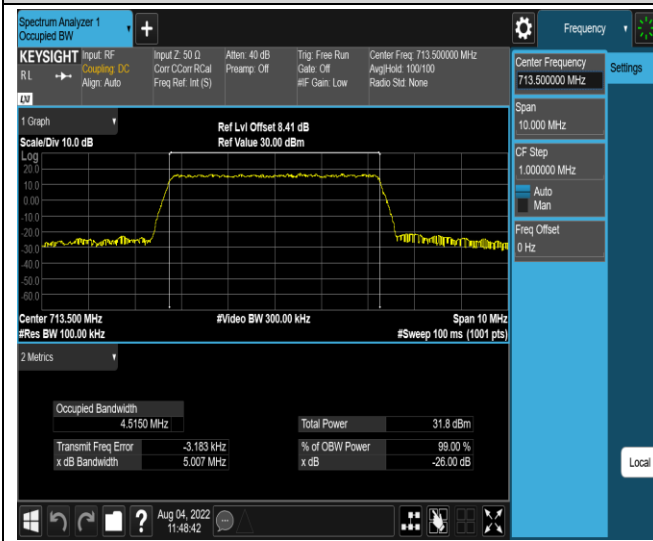 Spectrum Analyzer 1
Occupied BW
+
Frequency
KEYSIGHT
RL
LXI
Input: RF
Coupling: DC
Align: Auto
Input Z: 50 Ω
Corr CCorr RCal
Freq Ref: Int (S)
Atten: 40 dB
Preamp: Off
Trig: Free Run
Gate: Off
#IF Gain: Low
Center Freq: 713.500000 MHz
Avg|Hold: 100/100
Radio Std: None
Center Frequency
713.500000 MHz
Settings
Span
10.000 MHz
CF Step
1.000000 MHz
Auto
Man
Freq Offset
0 Hz
1 Graph
Scale/Div 10.0 dB
Ref Lvl Offset 8.41 dB
Ref Value 30.00 dBm
Log
20.0
10.0
0.00
-10.0
-20.0
-30.0
-40.0
-50.0
-60.0
Center 713.500 MHz
#Res BW 100.00 kHz
#Video BW 300.00 kHz
Span 10 MHz
#Sweep 100 ms (1001 pts)
2 Metrics
Occupied Bandwidth
4.5150 MHz
Total Power 31.8 dBm
Transmit Freq Error -3.183 kHz
% of OBW Power 99.00 %
x dB Bandwidth 5.007 MHz
x dB -26.00 dB
Local
?
Aug 04, 2022
11:48:42